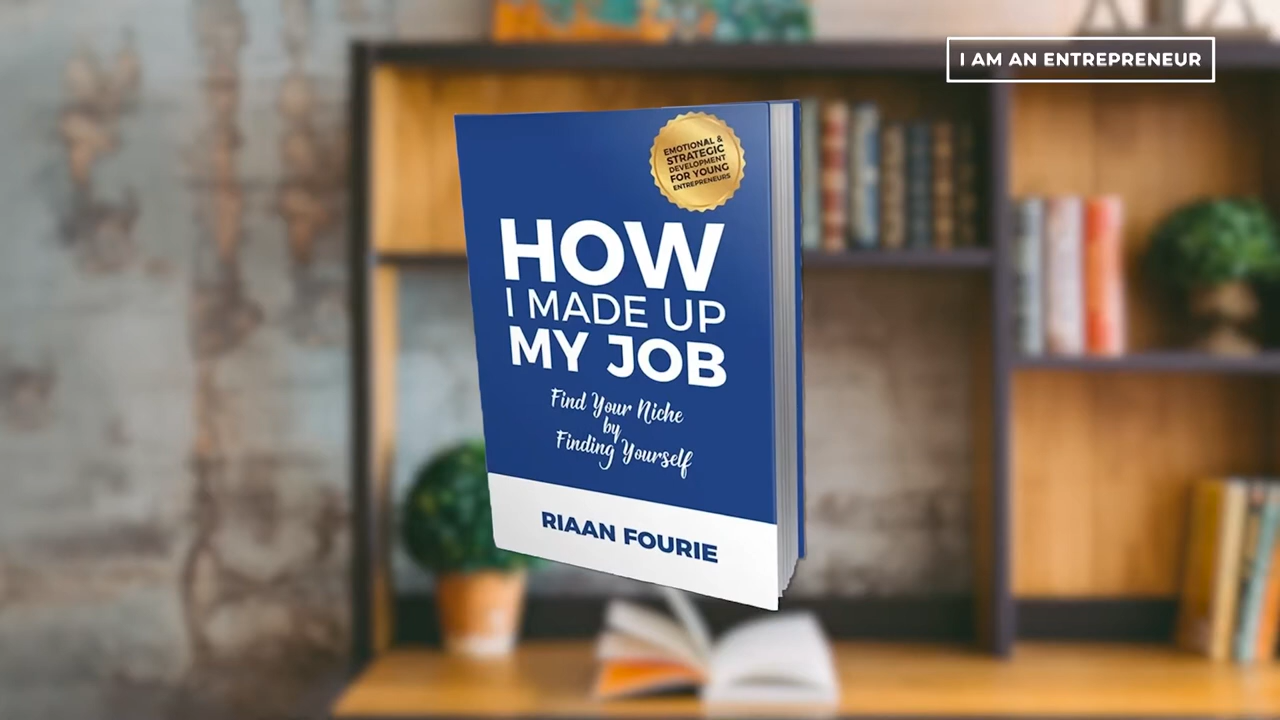 I AM AN ENTREPRENEUR
EMOTIONAL &
STRATEGIC
DEVELOPMENT
FOR YOUNG
ENTREPRENEURS
HOW
I MADE UP
MY JOB
Find Your Niche
by
Finding Yourself
RIAAN FOURIE